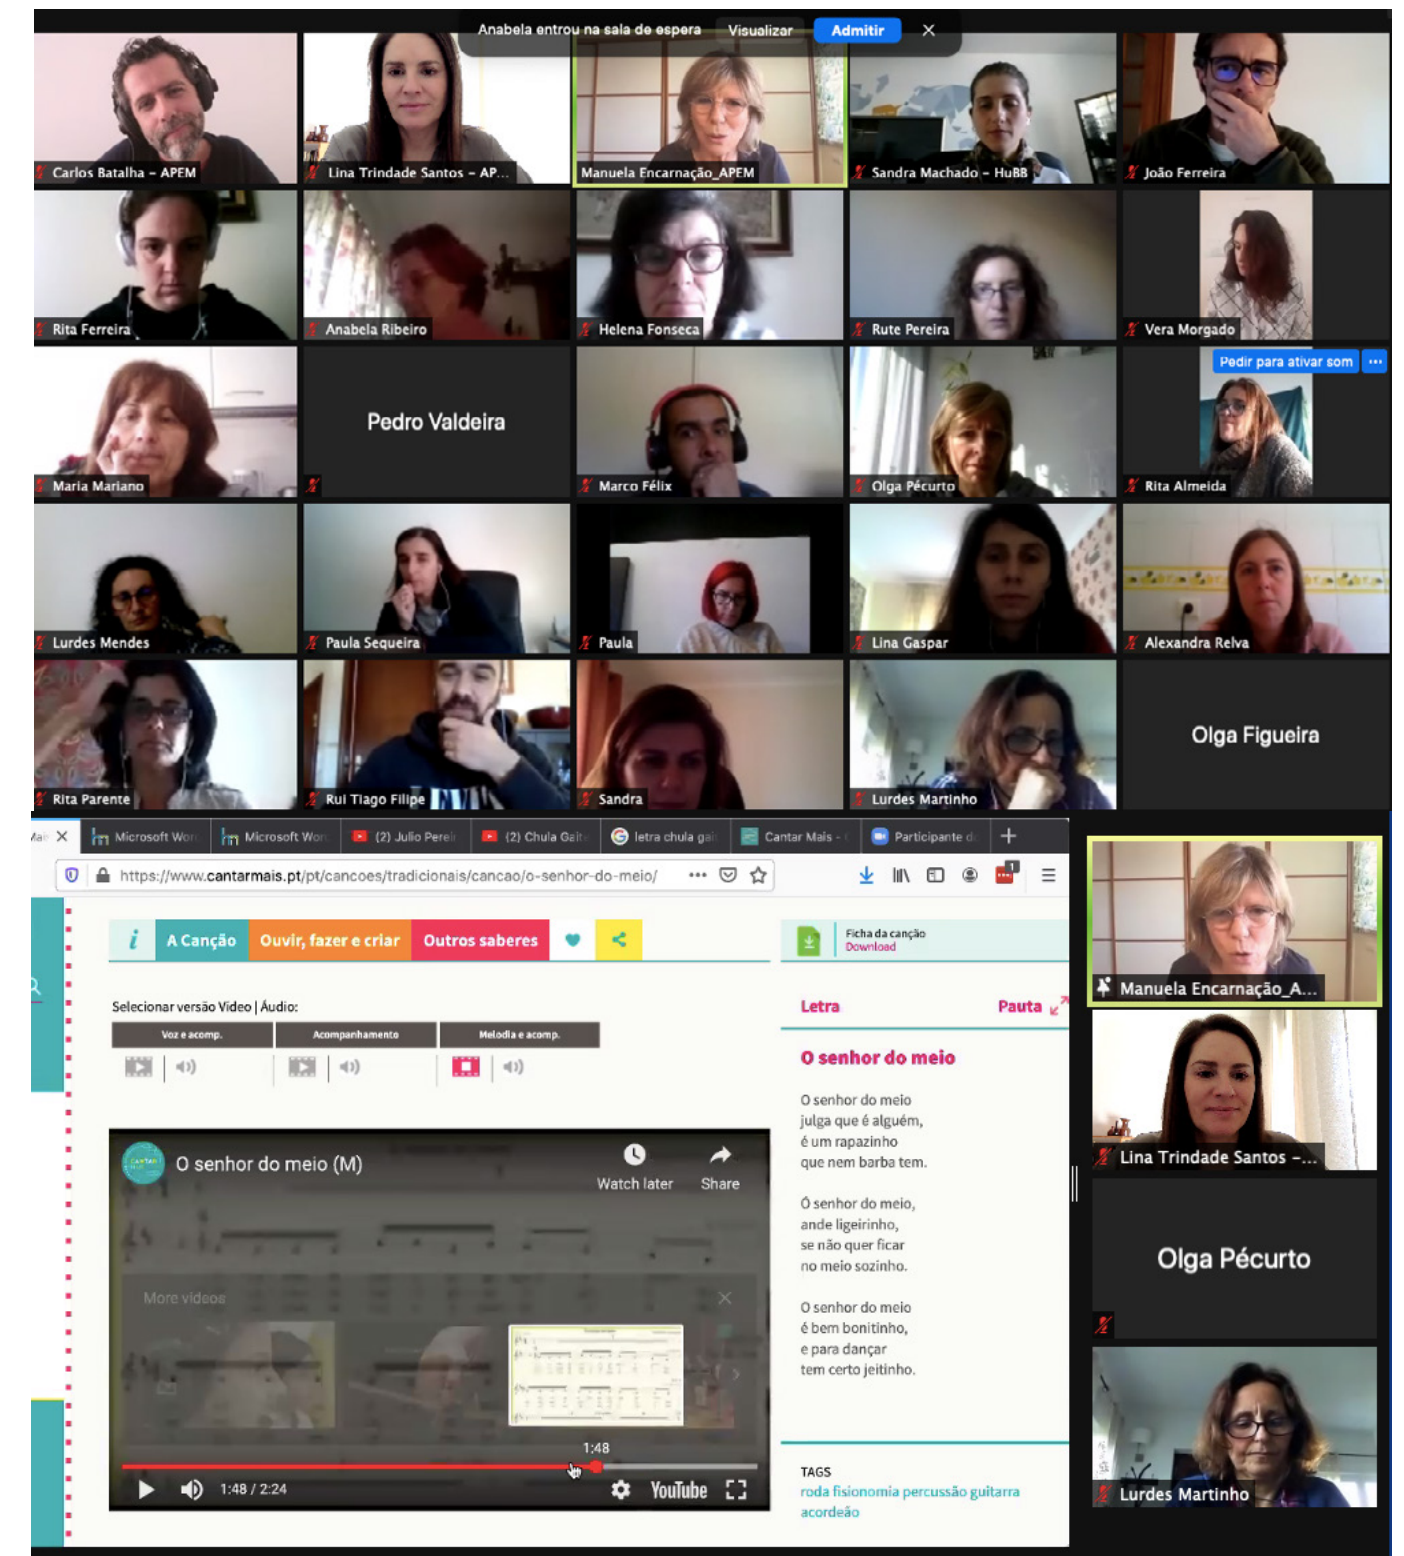 Anabela entrou na sala de espera Visualizar Admitir
Carlos Batalha - APEM
Lina Trindade Santos - AP...
Manuela Encarnação_APEM
Sandra Machado - HuBB
João Ferreira
Rita Ferreira
Anabela Ribeiro
Helena Fonseca
Rute Pereira
Vera Morgado
Pedir para ativar som ...
Maria Mariano
Pedro Valdeira
Marco Félix
Olga Pécurto
Rita Almeida
Lurdes Mendes
Paula Sequeira
Paula
Lina Gaspar
Alexandra Relva
Rita Parente
Rui Tiago Filipe
Sandra
Lurdes Martinho
Olga Figueira
Microsoft Wor
Microsoft Wor
(2) Julio Perei
(2) Chula Gait
letra chula gai
Cantar Mais -
Participante d
https://www.cantarmais.pt/pt/cancoes/tradicionais/cancao/o-senhor-do-meio/
1
i A Canção Ouvir, fazer e criar Outros saberes
Ficha da canção
Download
Selecionar versão Video | Áudio:
Voz e acomp. Acompanhamento Melodia e acomp.
Letra Pauta
O senhor do meio
O senhor do meio
julga que é alguém,
é um rapazinho
que nem barba tem.
Ó senhor do meio,
ande ligeirinho,
se não quer ficar
no meio sozinho.
O senhor do meio
é bem bonitinho,
e para dançar
tem certo jeitinho.
TAGS
roda fisionomia percussão guitarra
acordeão
O senhor do meio (M)
Watch later Share
More videos
1:48
1:48 / 2:24
YouTube
Manuela Encarnação_A...
Lina Trindade Santos -...
Olga Pécurto
Lurdes Martinho